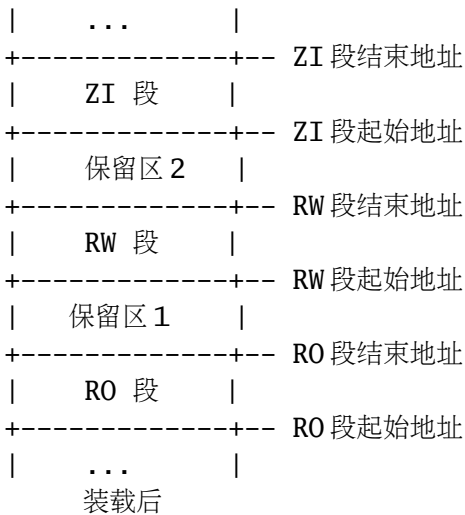 |    ...     |
+-------------+-- ZI 段结束地址
|    ZI 段    |
+-------------+-- ZI 段起始地址
|    保留区 2   |
+-------------+-- RW 段结束地址
|    RW 段    |
+-------------+-- RW 段起始地址
|   保留区 1    |
+-------------+-- RO 段结束地址
|    RO 段    |
+-------------+-- RO 段起始地址
|    ...     |
装载后